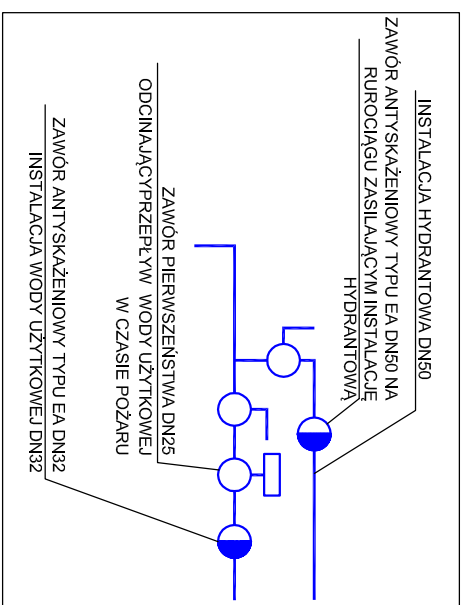 INSTALACJA HYDRANTOWA DN50
ZAWÓR ANTYSKAŻENIOWY TYPU EA DN50 NA
RUROCIĄGU ZASILAJĄCYM INSTALACJĘ
HYDRANTOWĄ
ZAWÓR PIERWSZEŃSTWA DN25
ODCINAJĄCYPRZEPŁYW WODY UŻYTKOWEJ
W CZASIE POŻARU
ZAWÓR ANTYSKAŻENIOWY TYPU EA DN32
INSTALACJA WODY UŻYTKOWEJ DN32